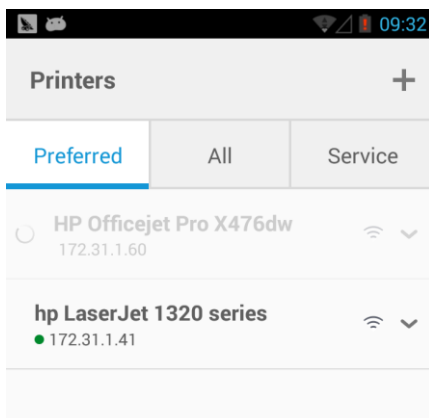 09:32
Printers
Preferred All Service
HP Officejet Pro X476dw
172.31.1.60
hp LaserJet 1320 series
172.31.1.41